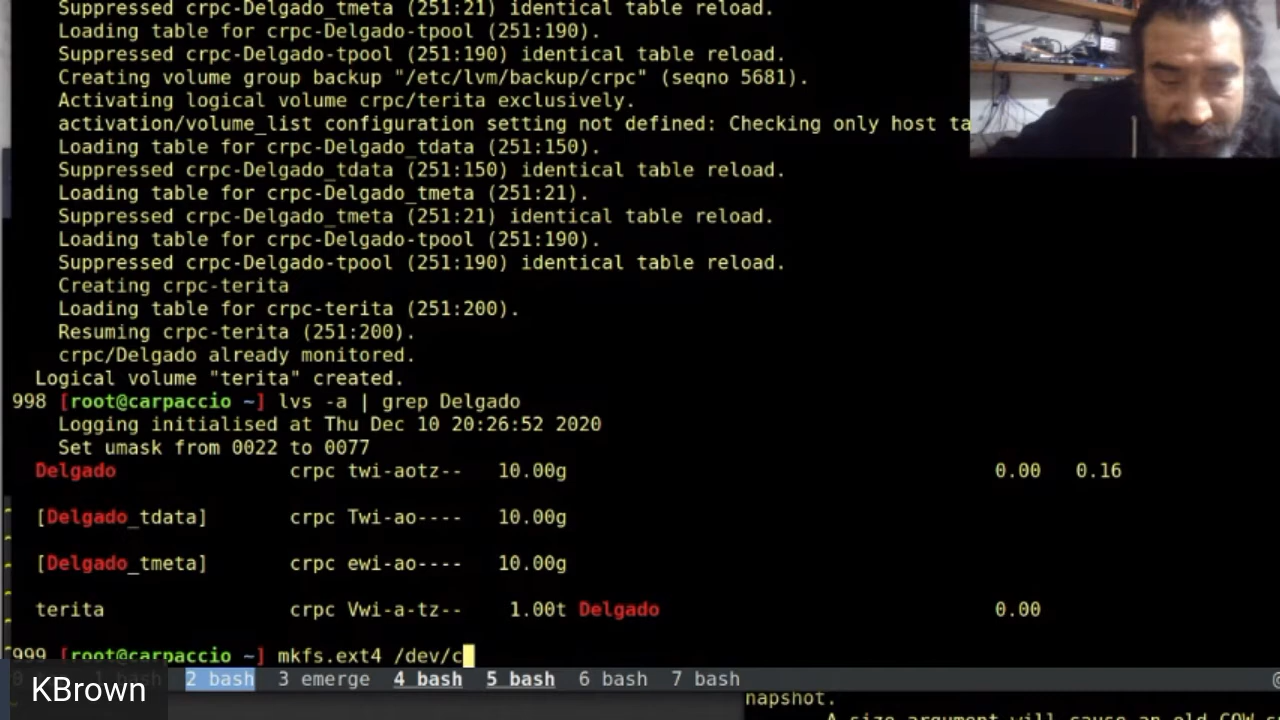 Suppressed crpc-Delgado_tmeta (251:21) identical table reload.
Loading table for crpc-Delgado-tpool (251:190).
Suppressed crpc-Delgado-tpool (251:190) identical table reload.
Creating volume group backup "/etc/lvm/backup/crpc" (seqno 5681).
Activating logical volume crpc/terita exclusively.
activation/volume_list configuration setting not defined: Checking only host ta
Loading table for crpc-Delgado_tdata (251:150).
Suppressed crpc-Delgado_tdata (251:150) identical table reload.
Loading table for crpc-Delgado_tmeta (251:21).
Suppressed crpc-Delgado_tmeta (251:21) identical table reload.
Loading table for crpc-Delgado-tpool (251:190).
Suppressed crpc-Delgado-tpool (251:190) identical table reload.
Creating crpc-terita
Loading table for crpc-terita (251:200).
Resuming crpc-terita (251:200).
crpc/Delgado already monitored.
Logical volume "terita" created.
998 [root@carpaccio ~] lvs -a | grep Delgado
Logging initialised at Thu Dec 10 20:26:52 2020
Set umask from 0022 to 0077
Delgado crpc twi-aotz-- 10.00g 0.00 0.16
[Delgado_tdata] crpc Twi-ao---- 10.00g
[Delgado_tmeta] crpc ewi-ao---- 10.00g
terita crpc Vwi-a-tz-- 1.00t Delgado 0.00
999 [root@carpaccio ~] mkfs.ext4 /dev/c
bash 2 bash 3 emerge 4 bash 5 bash 6 bash 7 bash
KBrown
napshot.
A size argument will cause an old COW